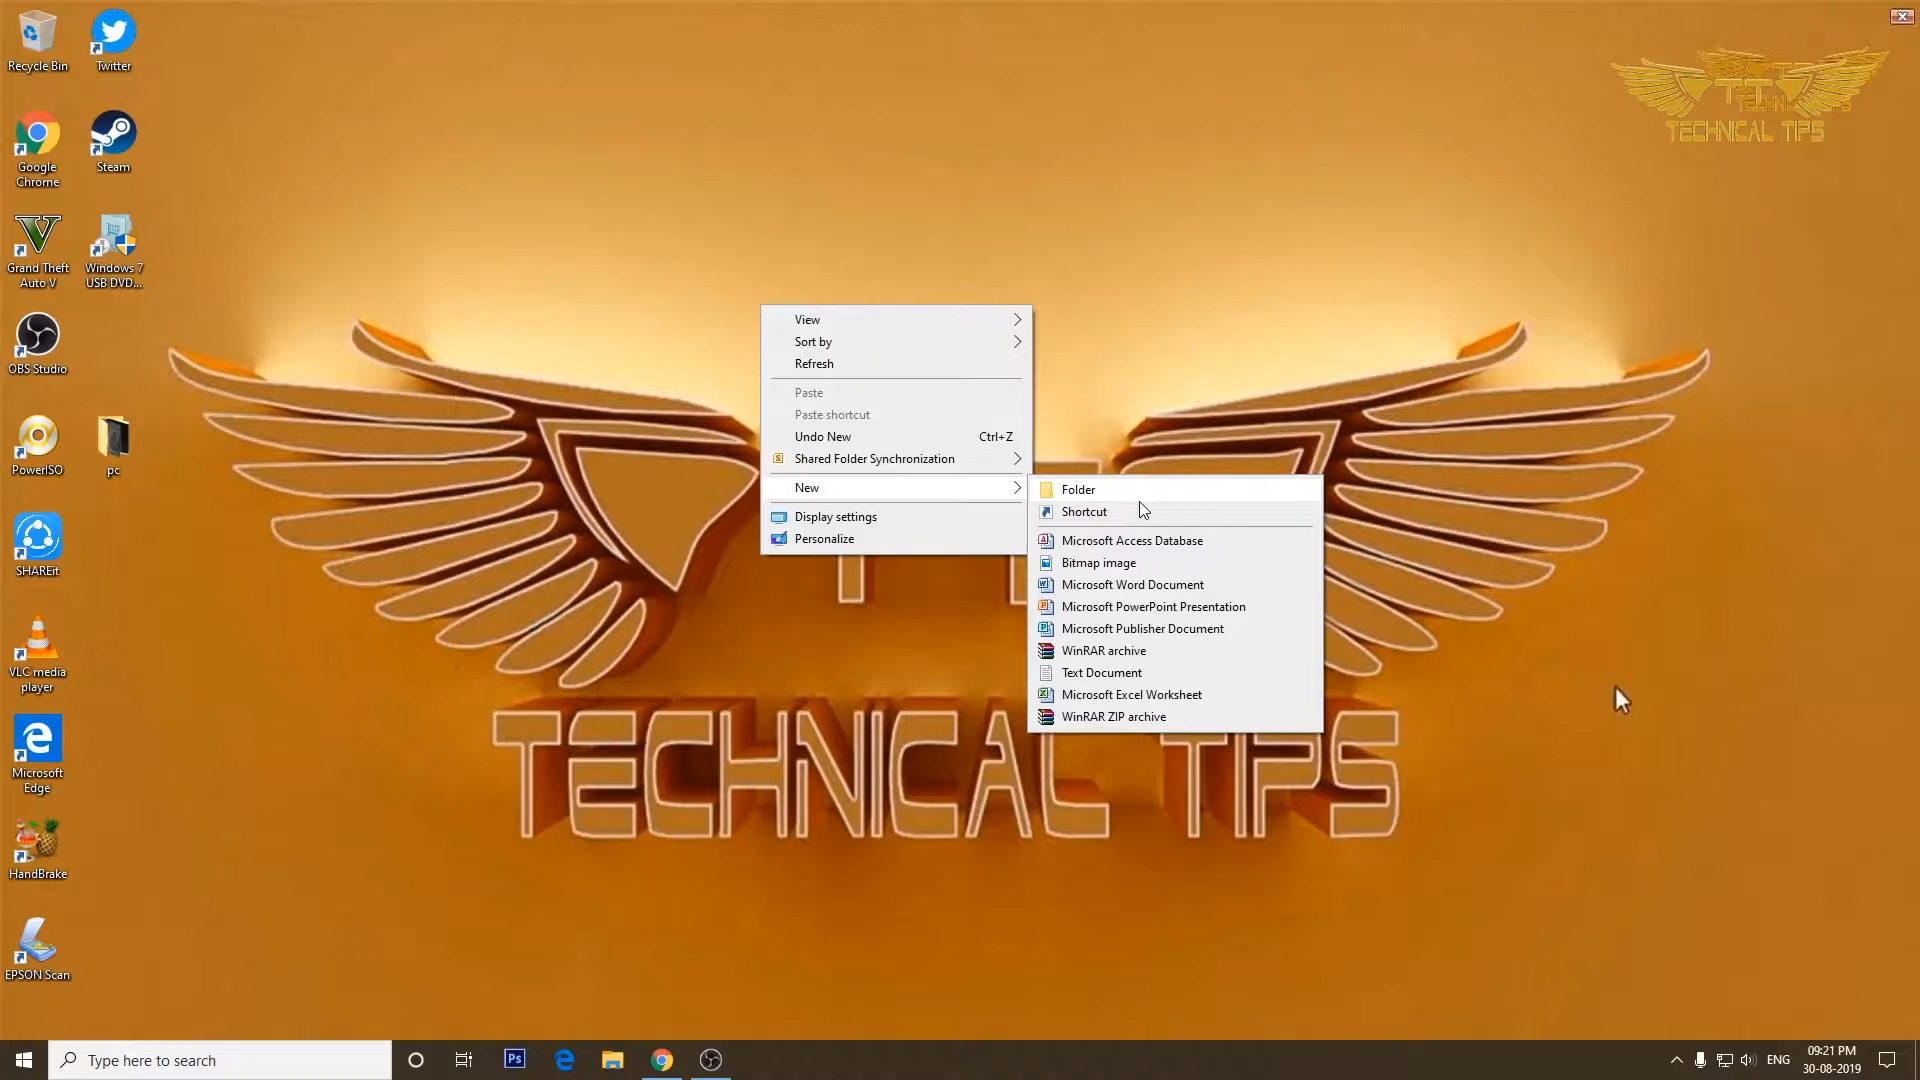 Recycle Bin
Twitter
TECHNICAL TIPS
Google
Chrome
Steam
Grand Theft
Auto V
Windows 7
USB DVD...
OBS Studio
PowerISO
pc
SHAREit
VLC media
player
Microsoft
Edge
HandBrake
EPSON Scan
View
Sort by
Refresh
Paste
Paste shortcut
Undo New Ctrl+Z
Shared Folder Synchronization
New
Display settings
Personalize
Folder
Shortcut
Microsoft Access Database
Bitmap image
Microsoft Word Document
Microsoft PowerPoint Presentation
Microsoft Publisher Document
WinRAR archive
Text Document
Microsoft Excel Worksheet
WinRAR ZIP archive
TECHNICAL TIPS
Type here to search
Ps
ENG
09:21 PM
30-08-2019